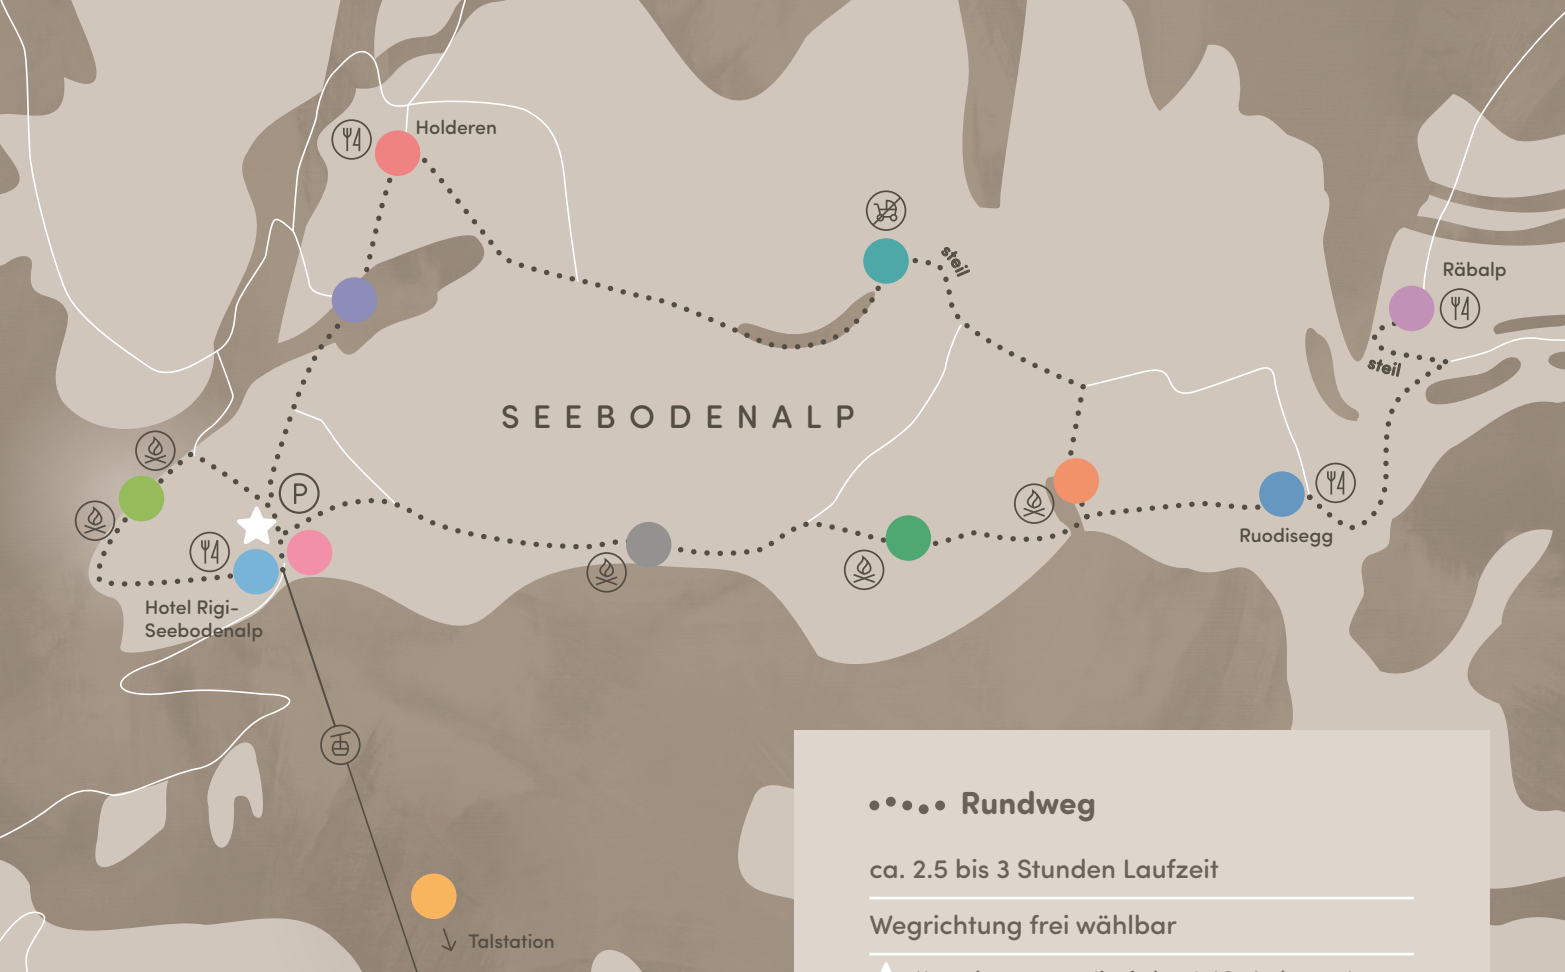 Holderen
steil
Räbalp
steil
SEEBODENALP
P
Ruodisegg
Hotel Rigi-
Seebodenalp
Rundweg
ca. 2.5 bis 3 Stunden Laufzeit
Wegrichtung frei wählbar
Talstation